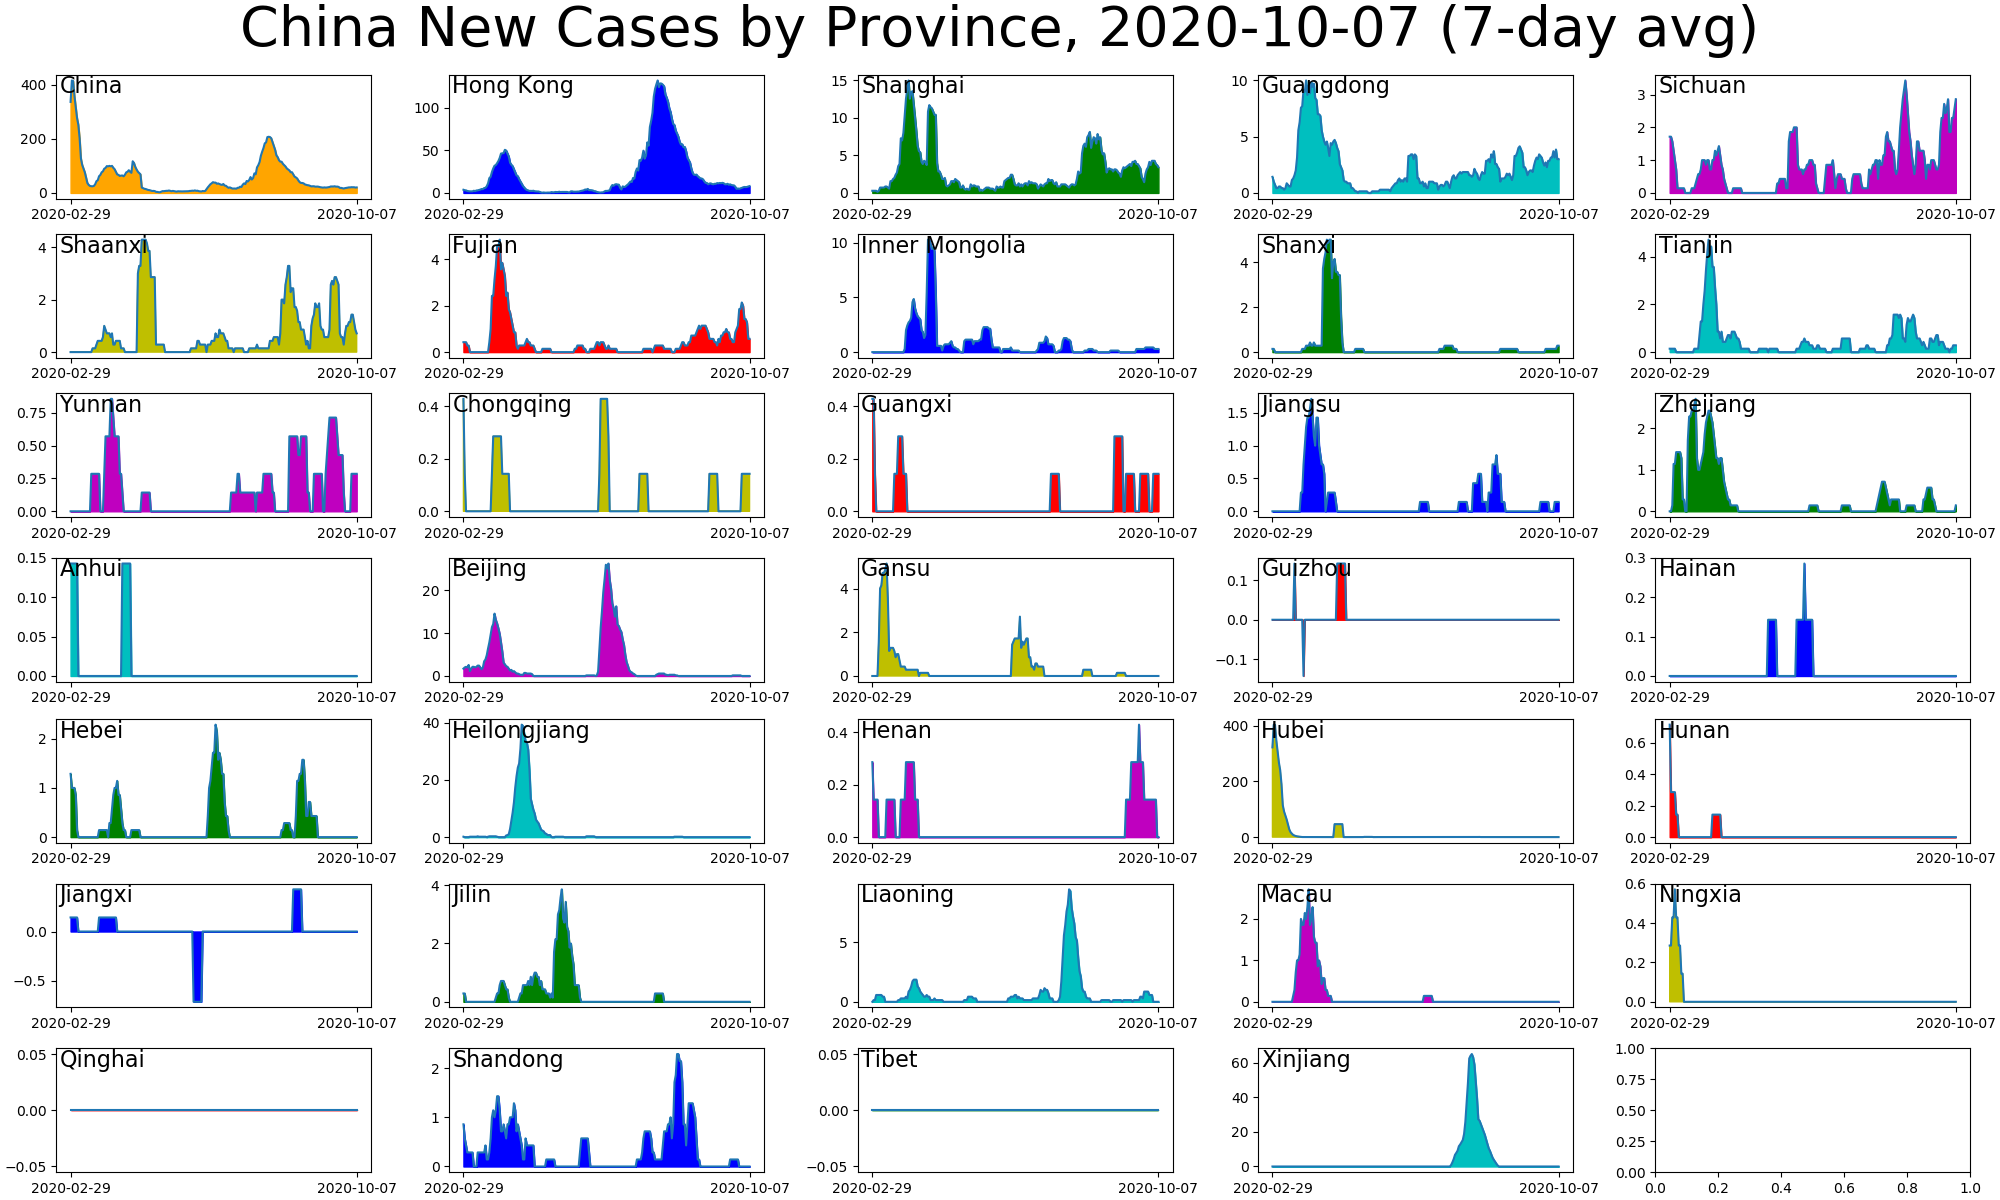 China New Cases by Province, 2020-10-07 (7-day avg)
China Hong Kong Shanghai Guangdong Sichuan
400 200 0 100 50 0 15 10 5 0 10 5 0 3 2 1 0
2020-02-29 2020-10-07 2020-02-29 2020-10-07 2020-02-29 2020-10-07 2020-02-29 2020-10-07 2020-02-29 2020-10-07
Shaanxi Fujian Inner Mongolia Shanxi Tianjin
4 2 0 4 2 0 10 5 0 4 2 0 4 2 0
2020-02-29 2020-10-07 2020-02-29 2020-10-07 2020-02-29 2020-10-07 2020-02-29 2020-10-07 2020-02-29 2020-10-07
Yunnan Chongqing Guangxi Jiangsu Zhejiang
0.75 0.50 0.25 0.00 0.4 0.2 0.0 0.4 0.2 0.0 1.5 1.0 0.5 0.0 2 1 0
2020-02-29 2020-10-07 2020-02-29 2020-10-07 2020-02-29 2020-10-07 2020-02-29 2020-10-07 2020-02-29 2020-10-07
Anhui Beijing Gansu Guizhou Hainan
0.15 0.10 0.05 0.00 20 10 0 4 2 0 0.1 0.0 −0.1 0.3 0.2 0.1 0.0
2020-02-29 2020-10-07 2020-02-29 2020-10-07 2020-02-29 2020-10-07 2020-02-29 2020-10-07 2020-02-29 2020-10-07
Hebei Heilongjiang Henan Hubei Hunan
2 1 0 40 20 0 0.4 0.2 0.0 400 200 0 0.6 0.4 0.2 0.0
2020-02-29 2020-10-07 2020-02-29 2020-10-07 2020-02-29 2020-10-07 2020-02-29 2020-10-07 2020-02-29 2020-10-07
Jiangxi Jilin Liaoning Macau Ningxia
0.0 −0.5 4 2 0 5 0 2 1 0 0.6 0.4 0.2 0.0
2020-02-29 2020-10-07 2020-02-29 2020-10-07 2020-02-29 2020-10-07 2020-02-29 2020-10-07 2020-02-29 2020-10-07
Qinghai Shandong Tibet Xinjiang
0.05 0.00 −0.05 2 1 0 0.05 0.00 −0.05 60 40 20 0 1.00 0.75 0.50 0.25 0.00
2020-02-29 2020-10-07 2020-02-29 2020-10-07 2020-02-29 2020-10-07 2020-02-29 2020-10-07 0.0 0.2 0.4 0.6 0.8 1.0